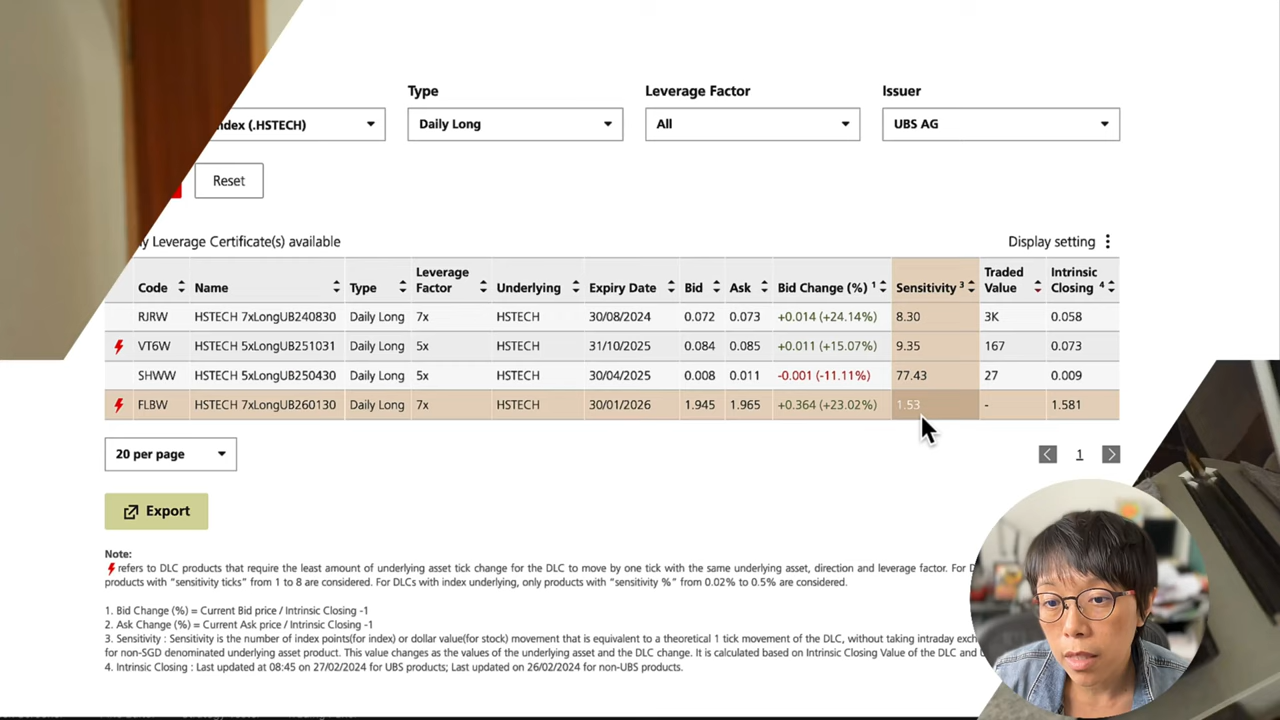 Type Leverage Factor Issuer
ndex (.HSTECH) Daily Long All UBS AG
Reset
y Leverage Certificate(s) available Display setting
Code Name Type Leverage Factor Underlying Expiry Date Bid Ask Bid Change (%) 1 Sensitivity 3 Traded Value Intrinsic Closing 4
RJRW HSTECH 7xLongUB240830 Daily Long 7x HSTECH 30/08/2024 0.072 0.073 +0.014 (+24.14%) 8.30 3K 0.058
VT6W HSTECH 5xLongUB251031 Daily Long 5x HSTECH 31/10/2025 0.084 0.085 +0.011 (+15.07%) 9.35 167 0.073
SHWW HSTECH 5xLongUB250430 Daily Long 5x HSTECH 30/04/2025 0.008 0.011 -0.001 (-11.11%) 77.43 27 0.009
FLBW HSTECH 7xLongUB260130 Daily Long 7x HSTECH 30/01/2026 1.945 1.965 +0.364 (+23.02%) 1.53 - 1.581
20 per page 1
Export
Note:
refers to DLC products that require the least amount of underlying asset tick change for the DLC to move by one tick with the same underlying asset, direction and leverage factor. For D
products with “sensitivity ticks” from 1 to 8 are considered. For DLCs with index underlying, only products with “sensitivity %” from 0.02% to 0.5% are considered.
1. Bid Change (%) = Current Bid price / Intrinsic Closing -1
2. Ask Change (%) = Current Ask price / Intrinsic Closing -1
3. Sensitivity : Sensitivity is the number of index points(for index) or dollar value(for stock) movement that is equivalent to a theoretical 1 tick movement of the DLC, without taking intraday exch
for non-SGD denominated underlying asset product. This value changes as the values of the underlying asset and the DLC change. It is calculated based on Intrinsic Closing Value of the DLC and
4. Intrinsic Closing : Last updated at 08:45 on 27/02/2024 for UBS products; Last updated on 26/02/2024 for non-UBS products.